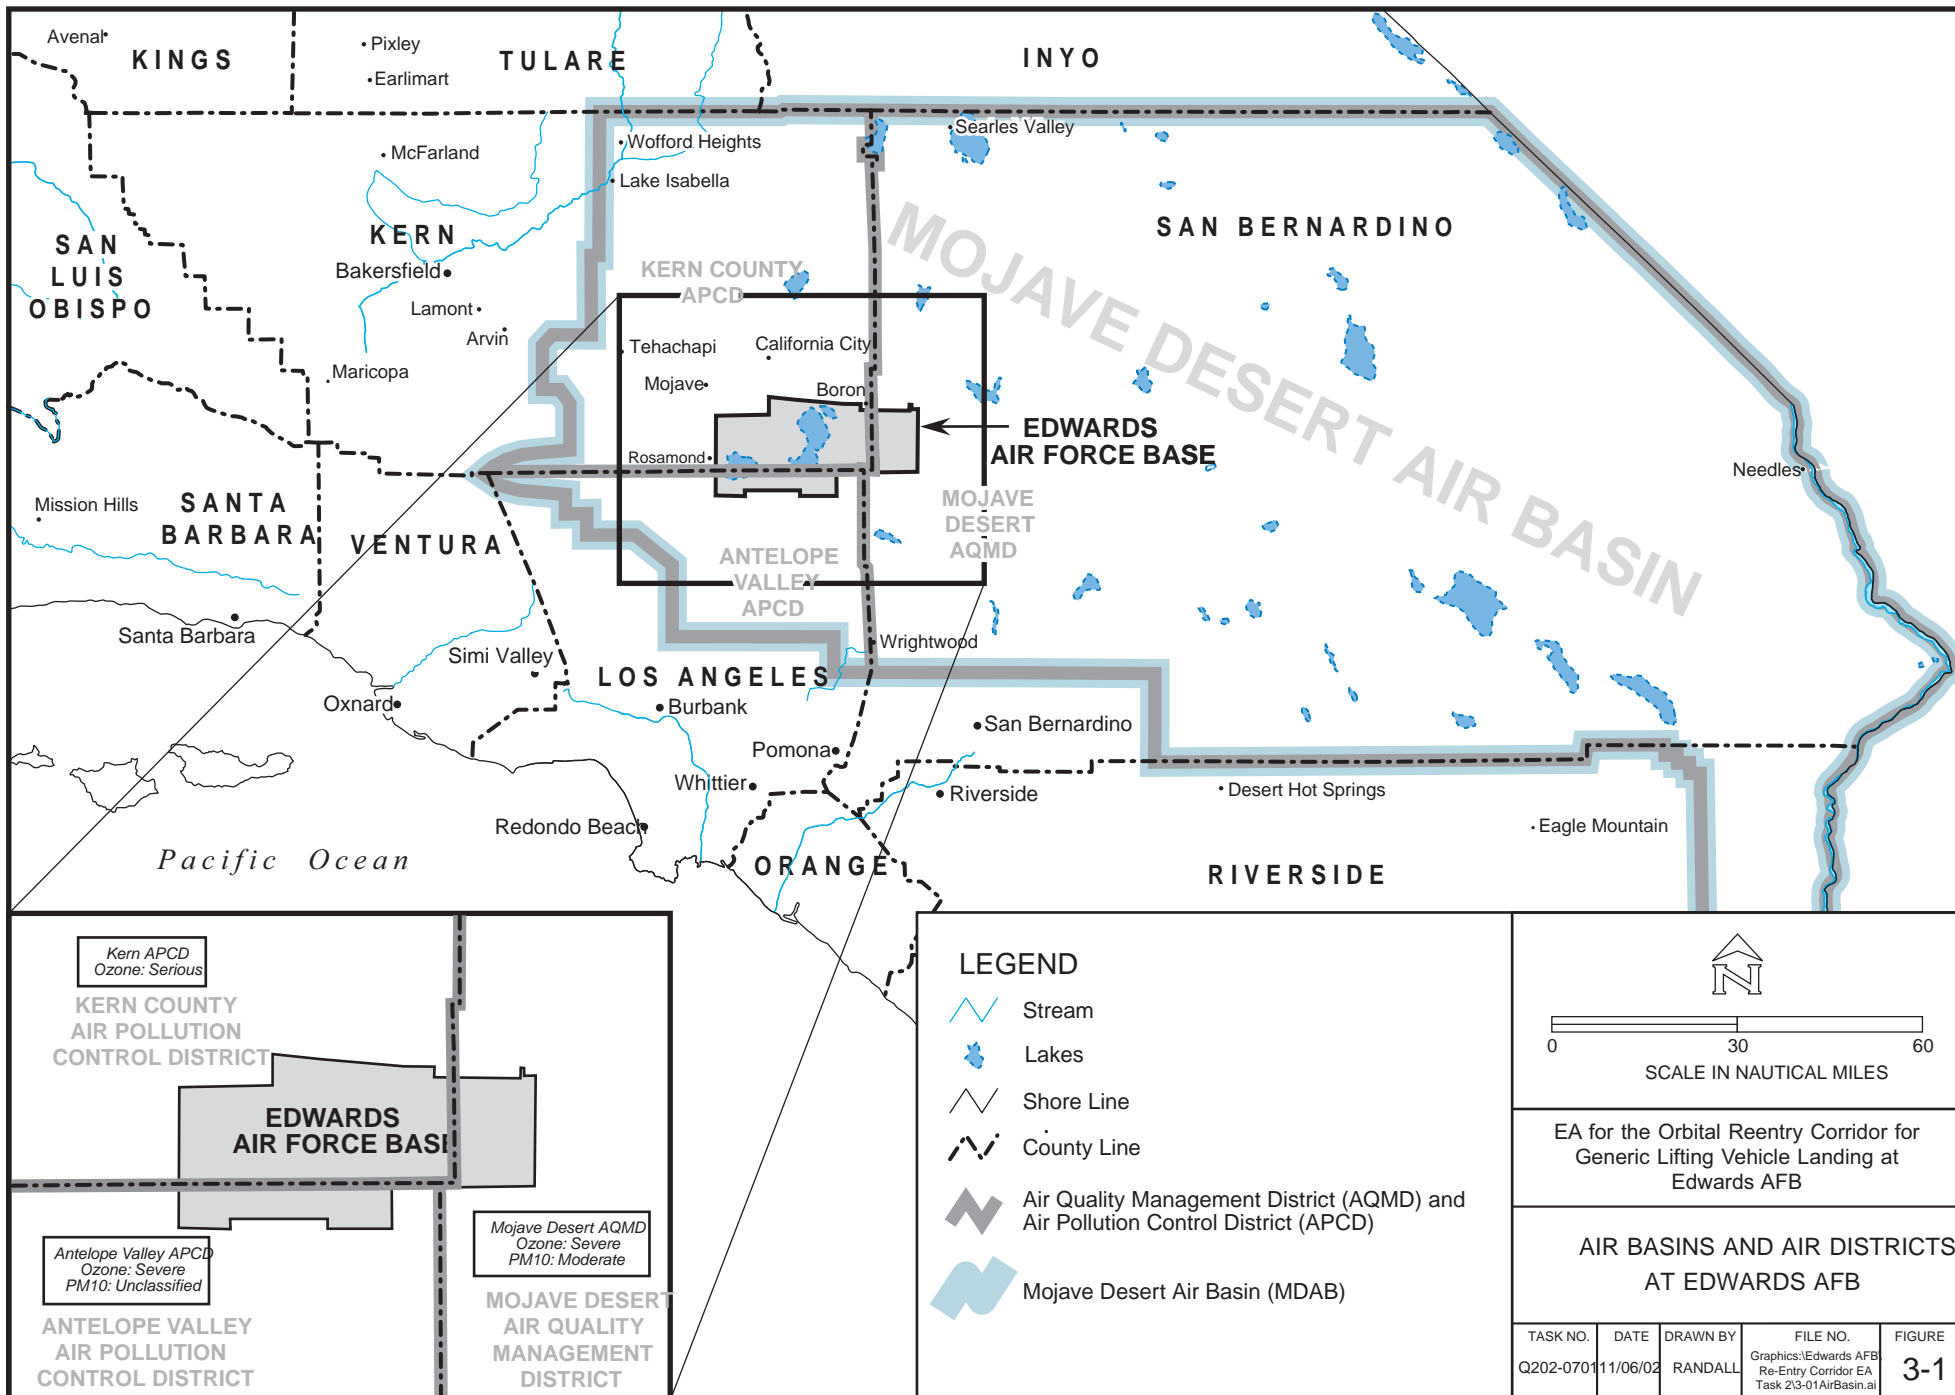 Avenal
KINGS
Pixley
Earlimart
TULARE
INYO
McFarland
Wofford Heights
Lake Isabella
Searles Valley
SAN
LUIS
OBISPO
KERN
Bakersfield
Lamont
Arvin
Maricopa
KERN COUNTY
APCD
SAN BERNARDINO
MOJAVE DESERT AIR BASIN
Tehachapi
California City
Mojave
Boron
Rosamond
EDWARDS
AIR FORCE BASE
Needles
Mission Hills
SANTA
BARBARA
VENTURA
MOJAVE
DESERT
AQMD
ANTELOPE
VALLEY
APCD
Santa Barbara
Simi Valley
Wrightwood
LOS ANGELES
Oxnard
Burbank
San Bernardino
Pomona
Whittier
Riverside
Desert Hot Springs
Redondo Beach
Eagle Mountain
Pacific Ocean
ORANGE
RIVERSIDE
Kern APCD
Ozone: Serious
KERN COUNTY
AIR POLLUTION
CONTROL DISTRICT
EDWARDS
AIR FORCE BASE
Antelope Valley APCD
Ozone: Severe
PM10: Unclassified
ANTELOPE VALLEY
AIR POLLUTION
CONTROL DISTRICT
Mojave Desert AQMD
Ozone: Severe
PM10: Moderate
MOJAVE DESERT
AIR QUALITY
MANAGEMENT
DISTRICT
LEGEND
Stream
Lakes
Shore Line
County Line
Air Quality Management District (AQMD) and
Air Pollution Control District (APCD)
Mojave Desert Air Basin (MDAB)
N
0 30 60
SCALE IN NAUTICAL MILES
EA for the Orbital Reentry Corridor for
Generic Lifting Vehicle Landing at
Edwards AFB
AIR BASINS AND AIR DISTRICTS
AT EDWARDS AFB
TASK NO.
Q202-0701
DATE
11/06/02
DRAWN BY
RANDALL
FILE NO.
Graphics:\Edwards AFB\
Re-Entry Corridor EA
Task 2\3-01AirBasin.ai
FIGURE
3-1